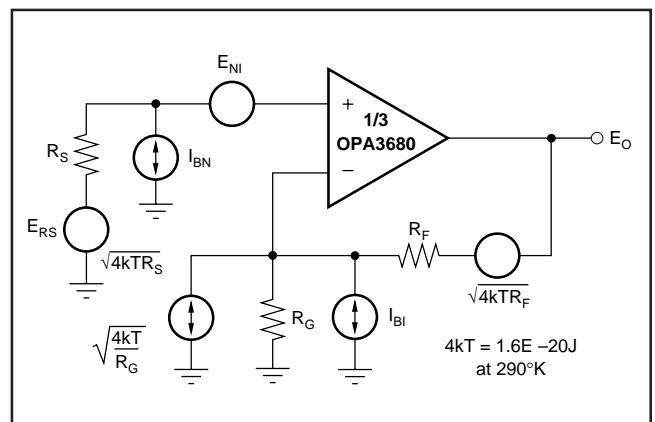 E_NI
1/3
OPA3680
+
−
E_O
R_S
I_BN
E_RS
√4kTR_S
R_F
√4kTR_F
√4kT/R_G
R_G
I_BI
4kT = 1.6E –20J
at 290°K